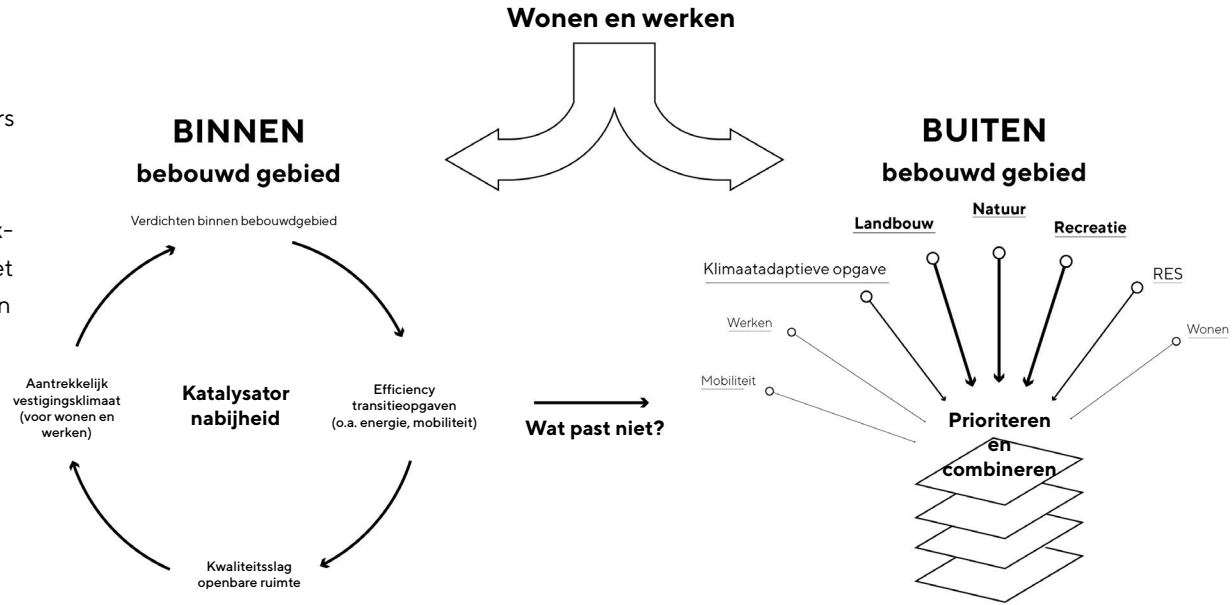 Wonen en werken
rs
x-
et
n
BINNEN
bebouwd gebied
Verdichten binnen bebouwdgebied
Aantrekkelijk
vestigingsklimaat
(voor wonen en
werken)
Katalysator
nabijheid
Efficiency
transitieopgaven
(o.a. energie, mobiliteit)
Kwaliteitsslag
openbare ruimte
Wat past niet?
BUITEN
bebouwd gebied
Landbouw
Natuur
Recreatie
Klimaatadaptieve opgave
RES
Werken
Wonen
Mobiliteit
Prioriteren
en
combineren